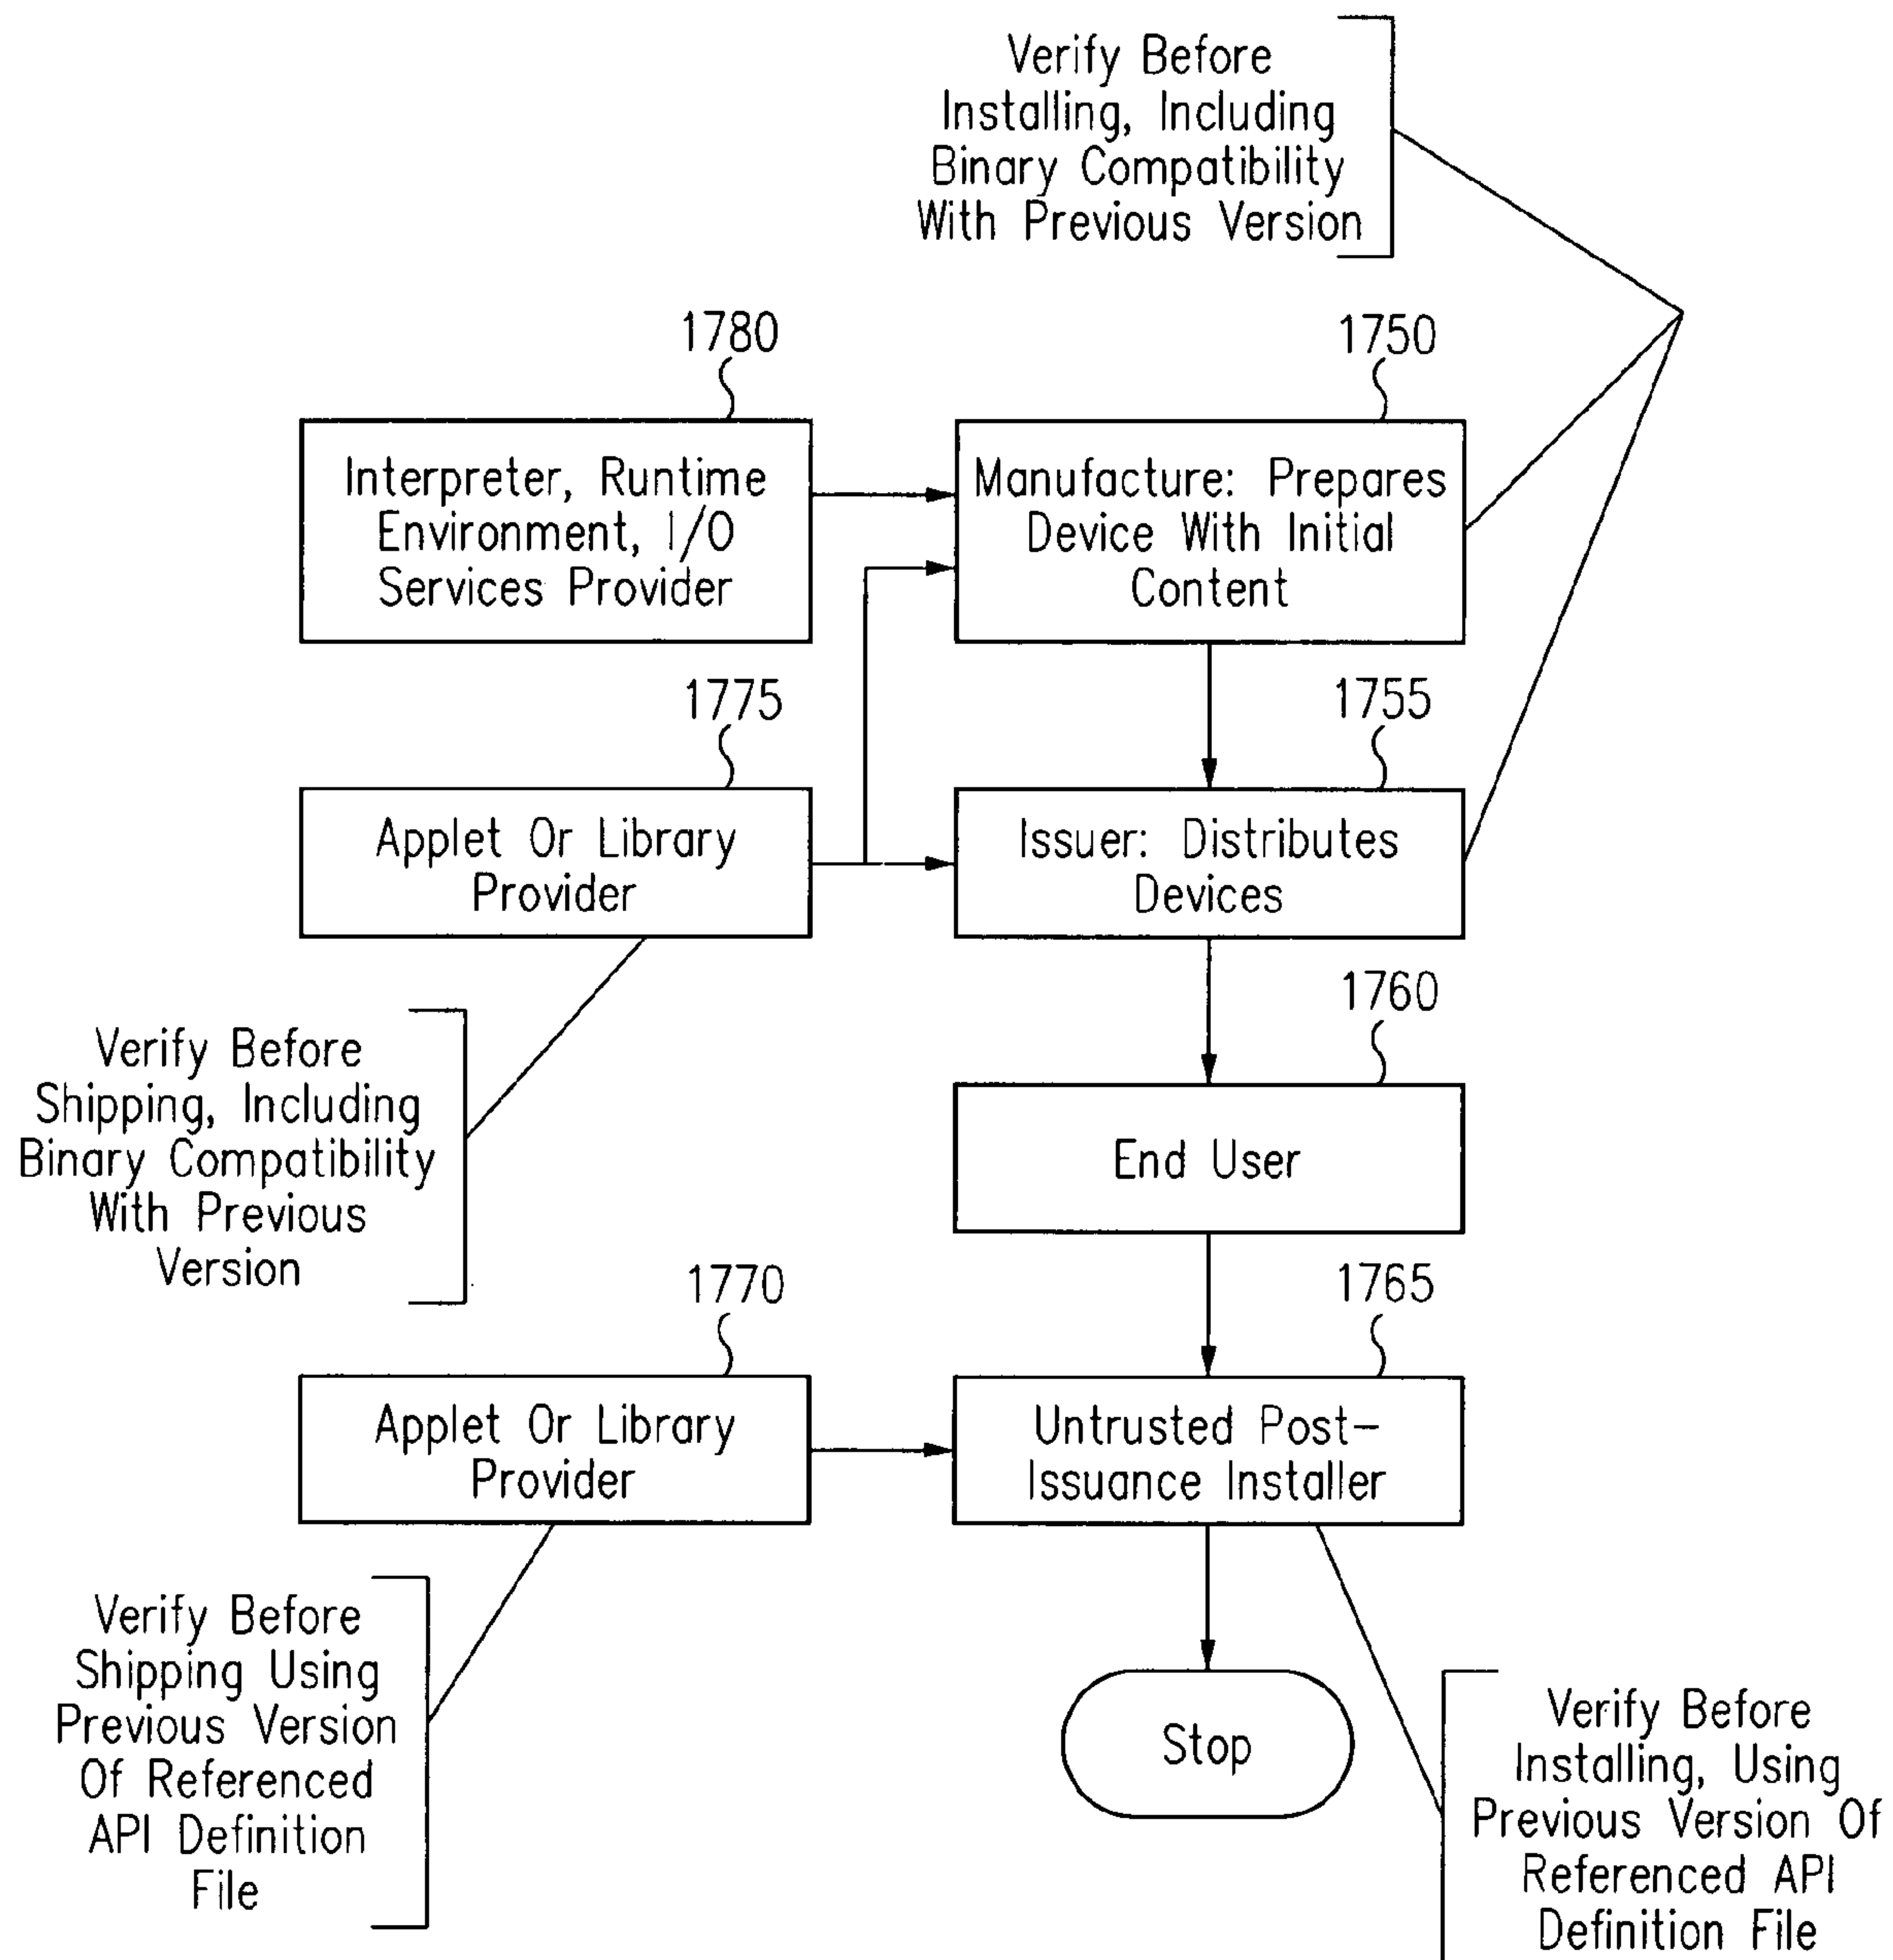 Verify Before
Installing, Including
Binary Compatibility
With Previous Version
1780
1750
Interpreter, Runtime
Environment, I/O
Services Provider
Manufacture: Prepares
Device With Initial
Content
1775
1755
Applet Or Library
Provider
Issuer: Distributes
Devices
1760
Verify Before
Shipping, Including
Binary Compatibility
With Previous
Version
End User
1770
1765
Applet Or Library
Provider
Untrusted Post-
Issuance Installer
Verify Before
Shipping Using
Previous Version
Of Referenced
API Definition
File
Stop
Verify Before
Installing, Using
Previous Version Of
Referenced API
Definition File